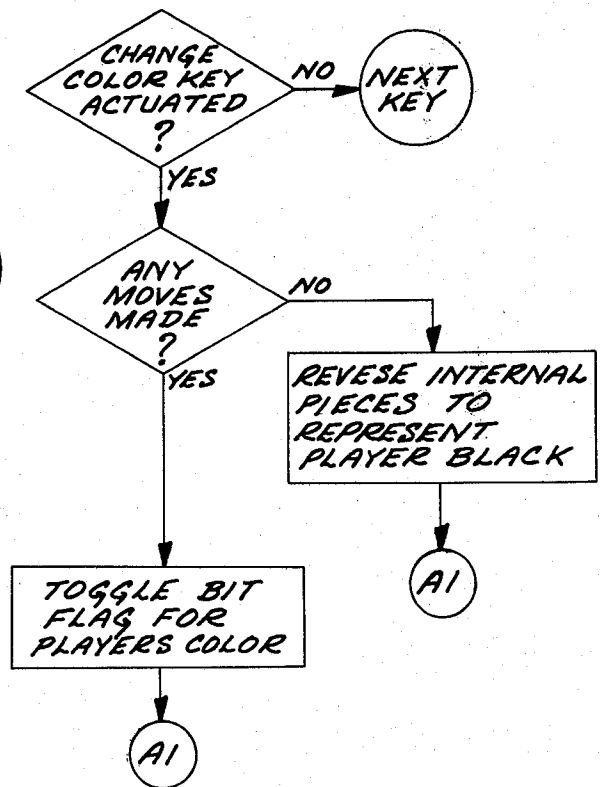 CHANGE
COLOR KEY
ACTUATED
?
NO
NEXT
KEY
YES
ANY
MOVES
MADE
?
NO
YES
REVESE INTERNAL
PIECES TO
REPRESENT
PLAYER BLACK
A1
TOGGLE BIT
FLAG FOR
PLAYERS COLOR
A1